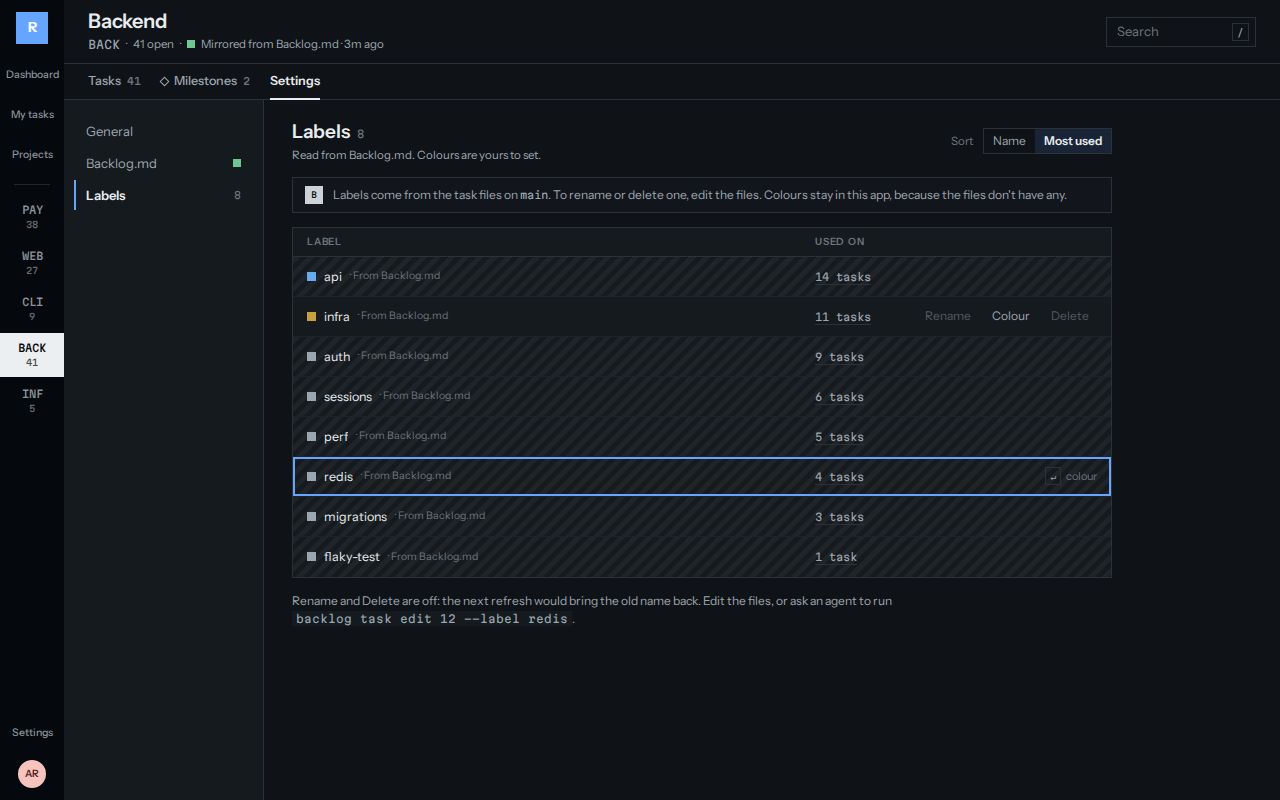 R
Dashboard
My tasks
Projects
PAY
38
WEB
27
CLI
9
BACK
41
INF
5
Settings
AR
Backend
BACK · 41 open · Mirrored from Backlog.md · 3m ago
Search /
Tasks 41 Milestones 2 Settings
General
Backlog.md
Labels 8
Labels 8
Read from Backlog.md. Colours are yours to set.
Sort Name Most used
B Labels come from the task files on main. To rename or delete one, edit the files. Colours stay in this app, because the files don't have any.
LABEL USED ON
api · From Backlog.md 14 tasks
infra · From Backlog.md 11 tasks Rename Colour Delete
auth · From Backlog.md 9 tasks
sessions · From Backlog.md 6 tasks
perf · From Backlog.md 5 tasks
redis · From Backlog.md 4 tasks ↵ colour
migrations · From Backlog.md 3 tasks
flaky-test · From Backlog.md 1 task
Rename and Delete are off: the next refresh would bring the old name back. Edit the files, or ask an agent to run
backlog task edit 12 --label redis.